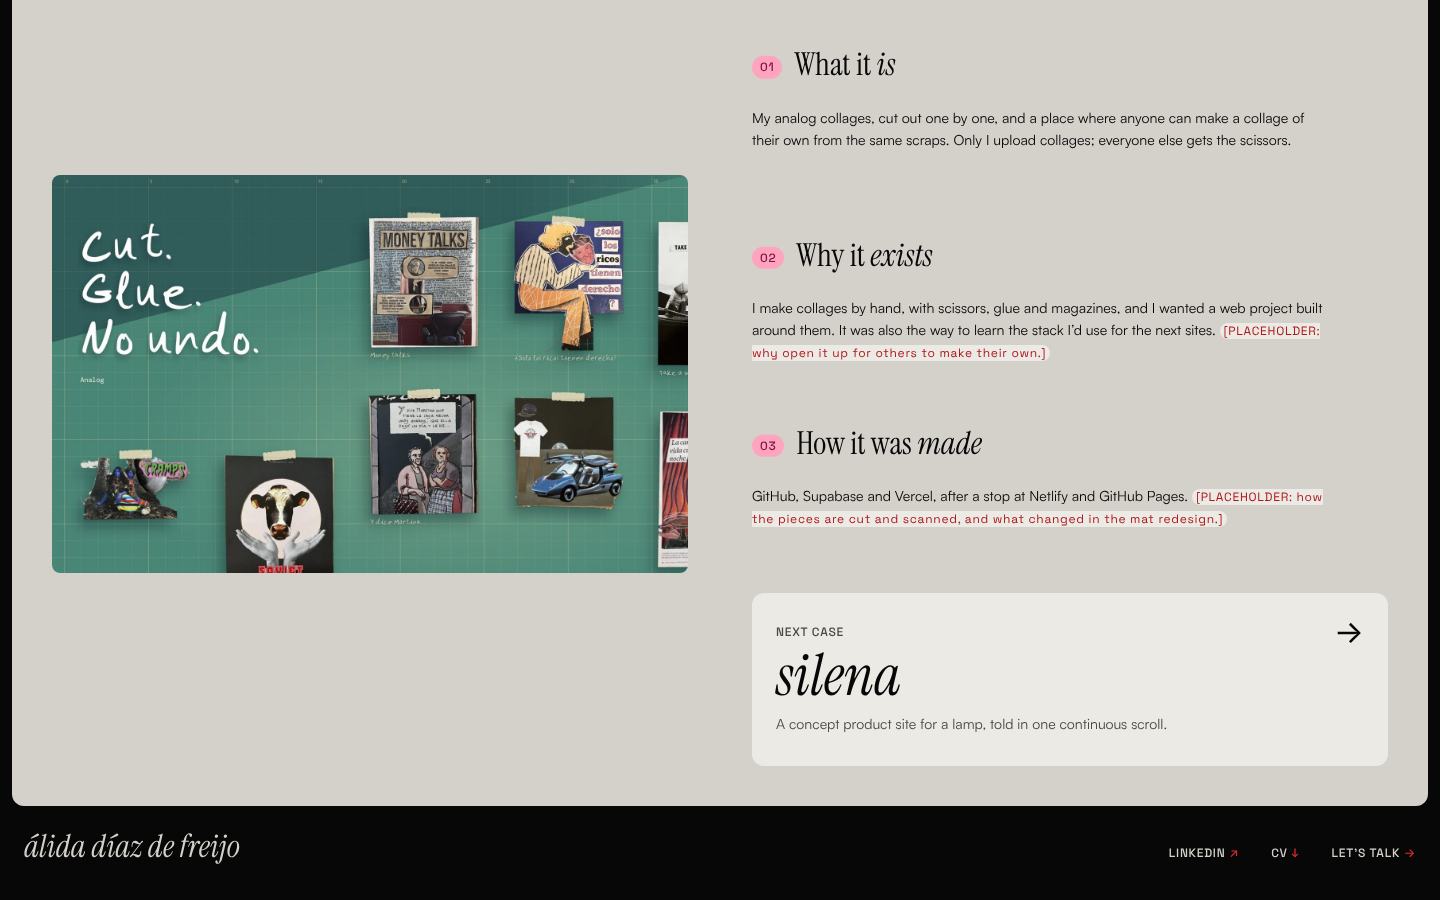 01 What it is
My analog collages, cut out one by one, and a place where anyone can make a collage of
their own from the same scraps. Only I upload collages; everyone else gets the scissors.
Cut.
Glue.
No undo.
Analog
MONEY TALKS
Money talks
¿Solo
los
ricos
tienen
derecho
?
TAKE
CRAMPS
Y dice Martina
02 Why it exists
I make collages by hand, with scissors, glue and magazines, and I wanted a web project built
around them. It was also the way to learn the stack I’d use for the next sites. [PLACEHOLDER:
why open it up for others to make their own.]
03 How it was made
GitHub, Supabase and Vercel, after a stop at Netlify and GitHub Pages. [PLACEHOLDER: how
the pieces are cut and scanned, and what changed in the mat redesign.]
NEXT CASE
silena
A concept product site for a lamp, told in one continuous scroll.
álida díaz de freijo
LINKEDIN ↗
CV ↓
LET’S TALK →